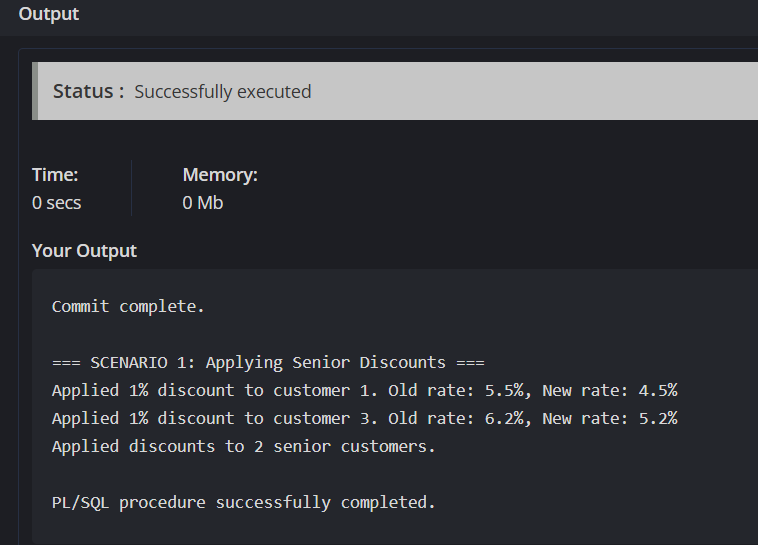 Output
Status : Successfully executed
Time:
Memory:
0 secs
0 Mb
Your Output
Commit complete.
=== SCENARIO 1: Applying Senior Discounts ===
Applied 1% discount to customer 1. Old rate: 5.5%, New rate: 4.5%
Applied 1% discount to customer 3. Old rate: 6.2%, New rate: 5.2%
Applied discounts to 2 senior customers.
PL/SQL procedure successfully completed.